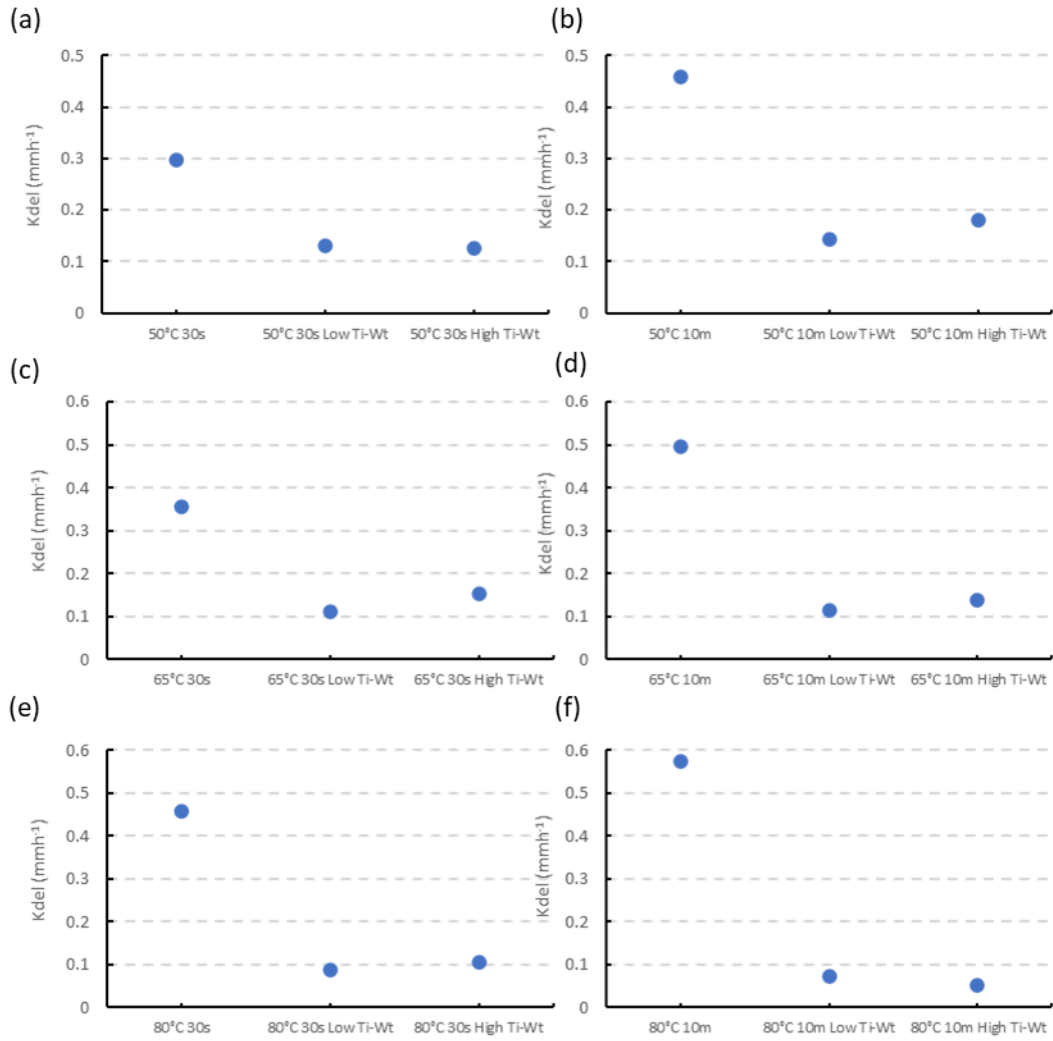 (a)
0.5
0.4
0.3
0.2
0.1
0
Kdel (mmh⁻¹)
50°C 30s
50°C 30s Low Ti-Wt
50°C 30s High Ti-Wt
(b)
0.5
0.4
0.3
0.2
0.1
0
Kdel (mmh⁻¹)
50°C 10m
50°C 10m Low Ti-Wt
50°C 10m High Ti-Wt
(c)
0.6
0.5
0.4
0.3
0.2
0.1
0
Kdel (mmh⁻¹)
65°C 30s
65°C 30s Low Ti-Wt
65°C 30s High Ti-Wt
(d)
0.6
0.5
0.4
0.3
0.2
0.1
0
Kdel (mmh⁻¹)
65°C 10m
65°C 10m Low Ti-Wt
65°C 10m High Ti-Wt
(e)
0.6
0.5
0.4
0.3
0.2
0.1
0
Kdel (mmh⁻¹)
80°C 30s
80°C 30s Low Ti-Wt
80°C 30s High Ti-Wt
(f)
0.6
0.5
0.4
0.3
0.2
0.1
0
Kdel (mmh⁻¹)
80°C 10m
80°C 10m Low Ti-Wt
80°C 10m High Ti-Wt